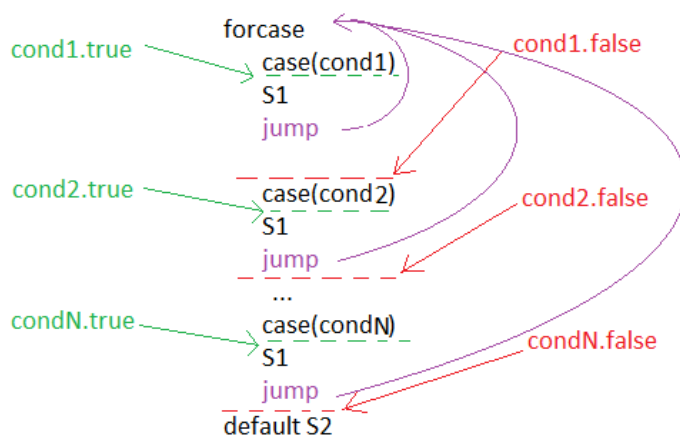 forcase
cond1.true
cond1.false
case(cond1)
S1
jump
cond2.true
case(cond2)
cond2.false
S1
jump
...
condN.true
case(condN)
condN.false
S1
jump
default S2